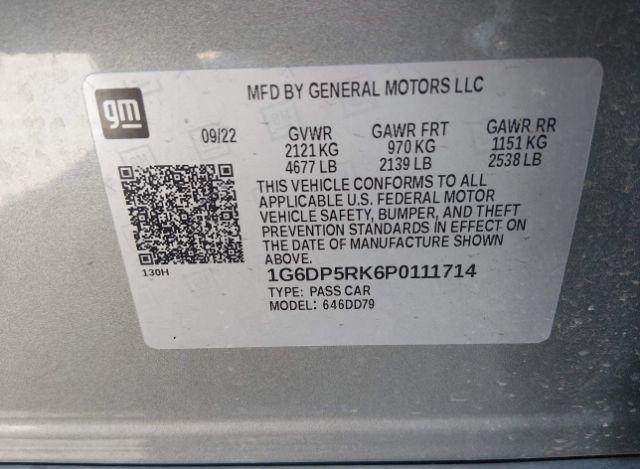 MFD BY GENERAL MOTORS LLC
gm
09/22 GVWR GAWR FRT GAWR RR
2121 KG 970 KG 1151 KG
4677 LB 2139 LB 2538 LB
THIS VEHICLE CONFORMS TO ALL
APPLICABLE U.S. FEDERAL MOTOR
VEHICLE SAFETY, BUMPER, AND THEFT
PREVENTION STANDARDS IN EFFECT ON
THE DATE OF MANUFACTURE SHOWN
ABOVE.
130H
1G6DP5RK6P0111714
TYPE: PASS CAR
MODEL: 646DD79